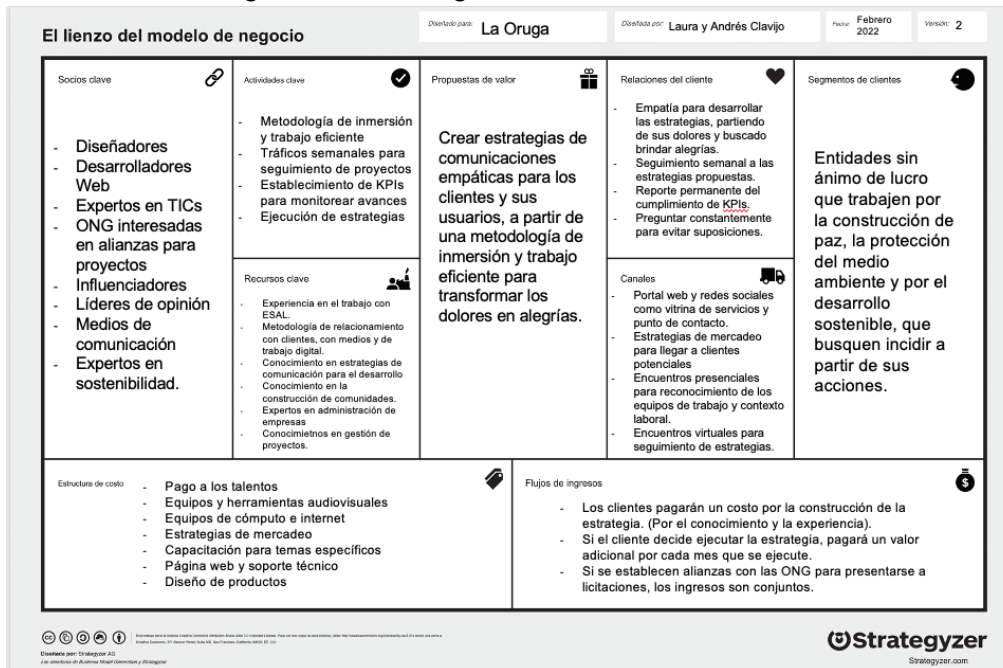 El lienzo del modelo de negocio
Diseñado para:
La Oruga
Diseñada por:
Laura y Andrés Clavijo
Fecha:
Febrero
2022
Versión:
2
Socios clave
- Diseñadores
- Desarrolladores
Web
- Expertos en TICs
- ONG interesadas
en alianzas para
proyectos
- Influenciadores
- Líderes de opinión
- Medios de
comunicación
- Expertos en
sostenibilidad.
Actividades clave
- Metodología de inmersión
y trabajo eficiente
- Tráficos semanales para
seguimiento de proyectos
- Establecimiento de KPIs
para monitorear avances
- Ejecución de estrategias
Recursos clave
- Experiencia en el trabajo con
ESAL.
- Metodología de relacionamiento
con clientes, con medios y de
trabajo digital.
- Conocimiento en estrategias de
comunicación para el desarrollo
- Conocimiento en la
construcción de comunidades.
- Expertos en administración de
empresas
- Conocimietnos en gestión de
proyectos.
Propuestas de valor
Crear estrategias de
comunicaciones
empáticas para los
clientes y sus
usuarios, a partir de
una metodología de
inmersión y trabajo
eficiente para
transformar los
dolores en alegrías.
Relaciones del cliente
- Empatía para desarrollar
las estrategias, partiendo
de sus dolores y buscado
brindar alegrías.
- Seguimiento semanal a las
estrategias propuestas.
- Reporte permanente del
cumplimiento de KPIs.
- Preguntar constantemente
para evitar suposiciones.
Canales
- Portal web y redes sociales
como vitrina de servicios y
punto de contacto.
- Estrategias de mercadeo
para llegar a clientes
potenciales
- Encuentros presenciales
para reconocimiento de los
equipos de trabajo y contexto
laboral.
- Encuentros virtuales para
seguimiento de estrategias.
Segmentos de clientes
Entidades sin
ánimo de lucro
que trabajen por
la construcción de
paz, la protección
del medio
ambiente y por el
desarrollo
sostenible, que
busquen incidir a
partir de sus
acciones.
Estructura de costo
- Pago a los talentos
- Equipos y herramientas audiovisuales
- Equipos de cómputo e internet
- Estrategias de mercadeo
- Capacitación para temas específicos
- Página web y soporte técnico
- Diseño de productos
Flujos de ingresos
- Los clientes pagarán un costo por la construcción de la
estrategia. (Por el conocimiento y la experiencia).
- Si el cliente decide ejecutar la estrategia, pagará un valor
adicional por cada mes que se ejecute.
- Si se establecen alianzas con las ONG para presentarse a
licitaciones, los ingresos son conjuntos.
Diseñado por: Strategyzer AG
Strategyzer
Strategyzer.com